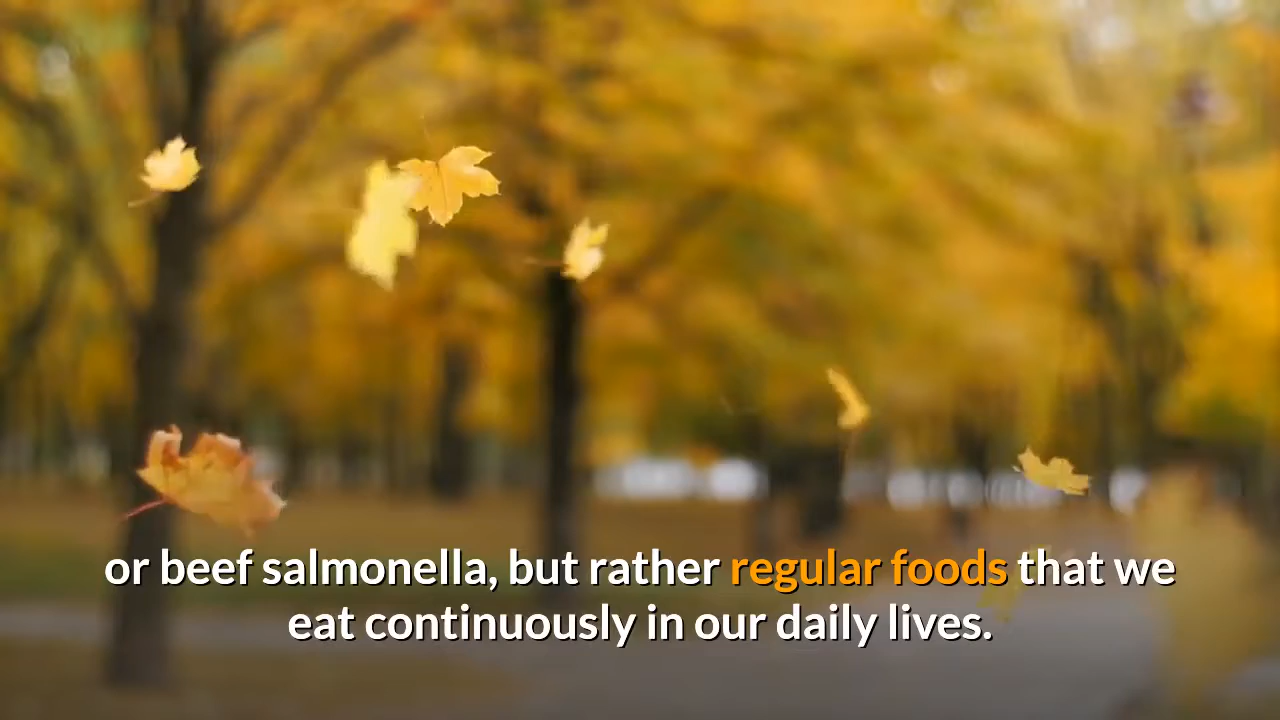 or beef salmonella, but rather regular foods that we
eat continuously in our daily lives.